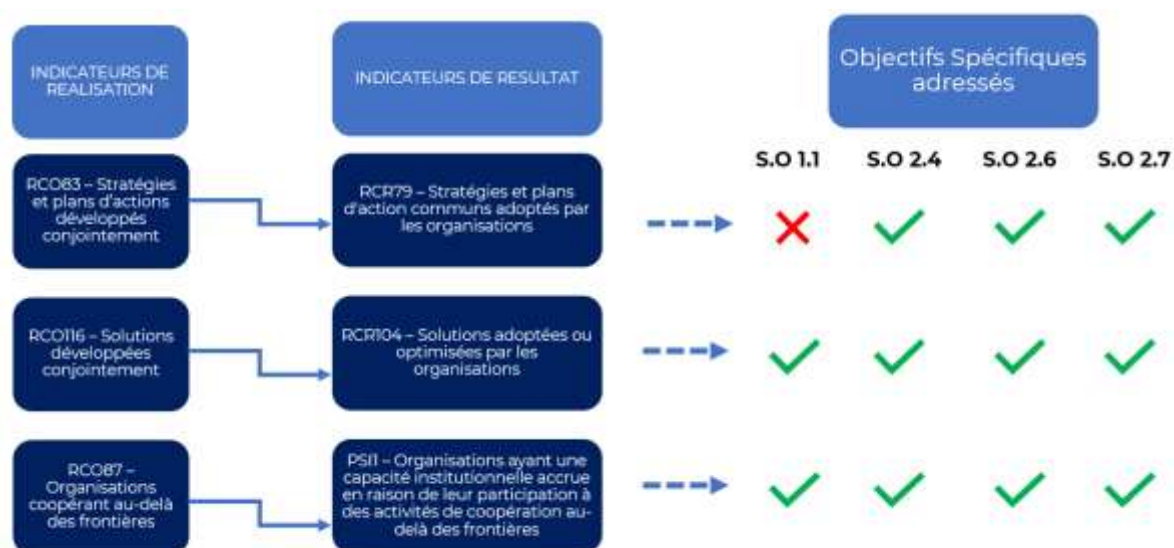 INDICATEURS DE
REALISATION
INDICATEURS DE RESULTAT
Objectifs Spécifiques
adressés
S.O 1.1
S.O 2.4
S.O 2.6
S.O 2.7
RCO83 – Stratégies
et plans d'actions
développés
conjointement
RCR79 – Stratégies et plans
d'action communs adoptés par
les organisations
RCO116 – Solutions
développées
conjointement
RCR104 – Solutions adoptées ou
optimisées par les
organisations
RCO87 –
Organisations
coopérant au-delà
des frontières
PSI1 – Organisations ayant une
capacité institutionnelle accrue
en raison de leur participation à
des activités de coopération au-
delà des frontières